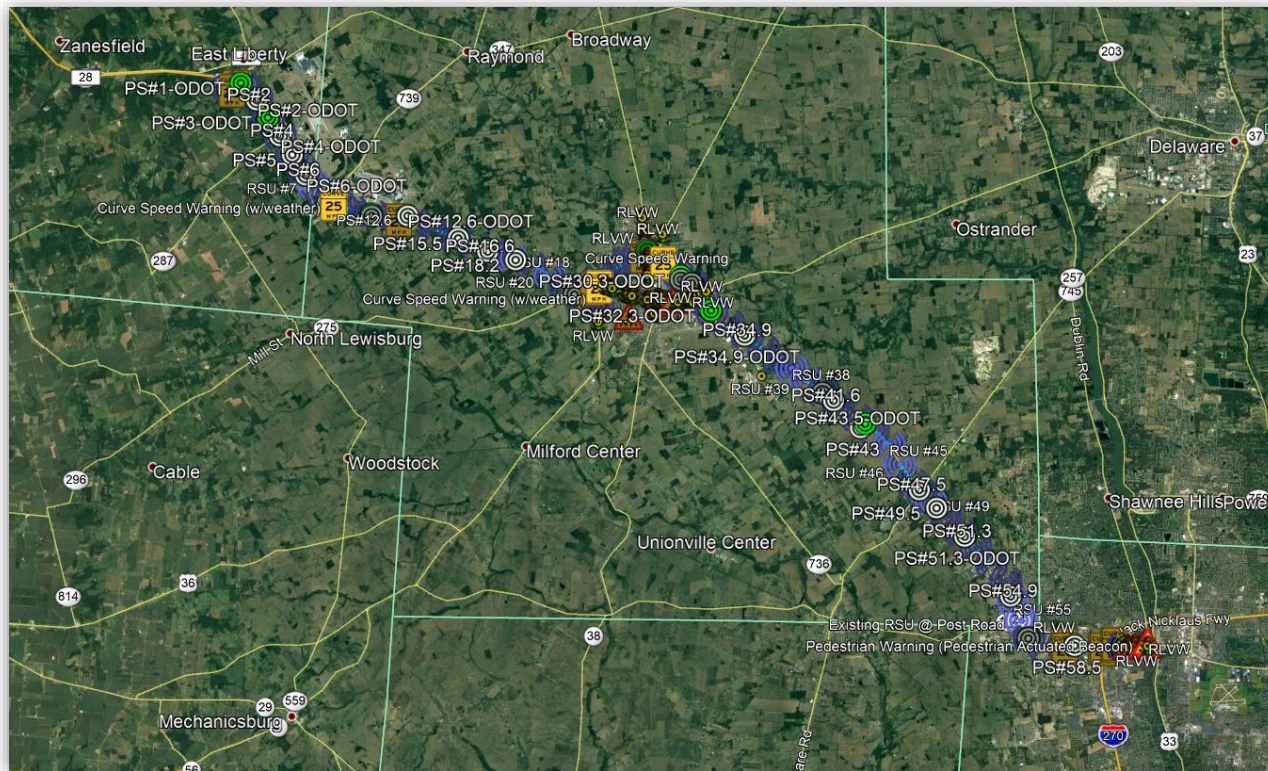 Zanesfield
East Liberty
Raymond
347
Broadway
203
28
PS#1-ODOT
PS#2
PS#2-ODOT
739
37
Delaware
PS#3-ODOT
PS#4
PS#4-ODOT
PS#5
PS#6
RSU #7
PS#6-ODOT
Curve Speed Warning (w/weather)
25
MPH
PS#12.6
PS#12.6-ODOT
RLVW
RLVW
RLVW
Ostrander
PS#15.5
PS#16.6
23
287
PS#18.2
Curve Speed Warning
25
RSU #20
PS#30.3-ODOT
RLVW
257
745
Curve Speed Warning (w/weather)
RLVW
RLVW
PS#32.3-ODOT
275
North Lewisburg
RLVW
PS#34.9
Mill St
PS#34.9-ODOT
Dublin Rd
RSU #38
RSU #39
PS#41.6
PS#43.5-ODOT
PS#43
Milford Center
RSU #45
Cable
Woodstock
RSU #46
296
PS#47.5
Shawnee Hills
PS#49.5
PS#51.3
Unionville Center
PS#51.3-ODOT
736
36
814
PS#54.9
RSU #55
Existing RSU @ Post Road
RLVW
Jack Nicklaus Fwy
38
Pedestrian Warning (Pedestrian Actuated Beacon)
RLVW
RLVW
PS#58.5
29
559
Mechanicsburg
270
33
56